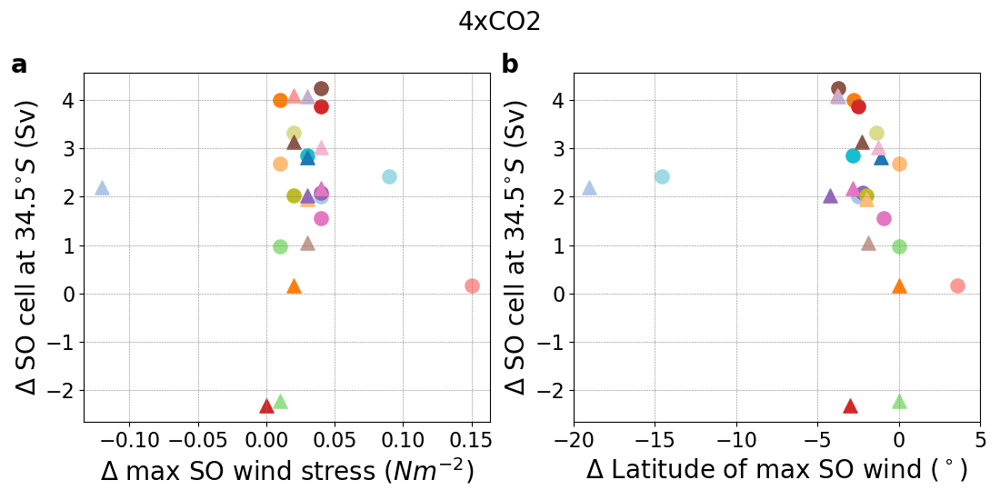 4xCO2
a
b
Δ SO cell at 34.5°S (Sv)
4
3
2
1
0
−1
−2
−0.10 −0.05 0.00 0.05 0.10 0.15
Δ max SO wind stress (Nm⁻²)
Δ SO cell at 34.5°S (Sv)
4
3
2
1
0
−1
−2
−20 −15 −10 −5 0 5
Δ Latitude of max SO wind (°)